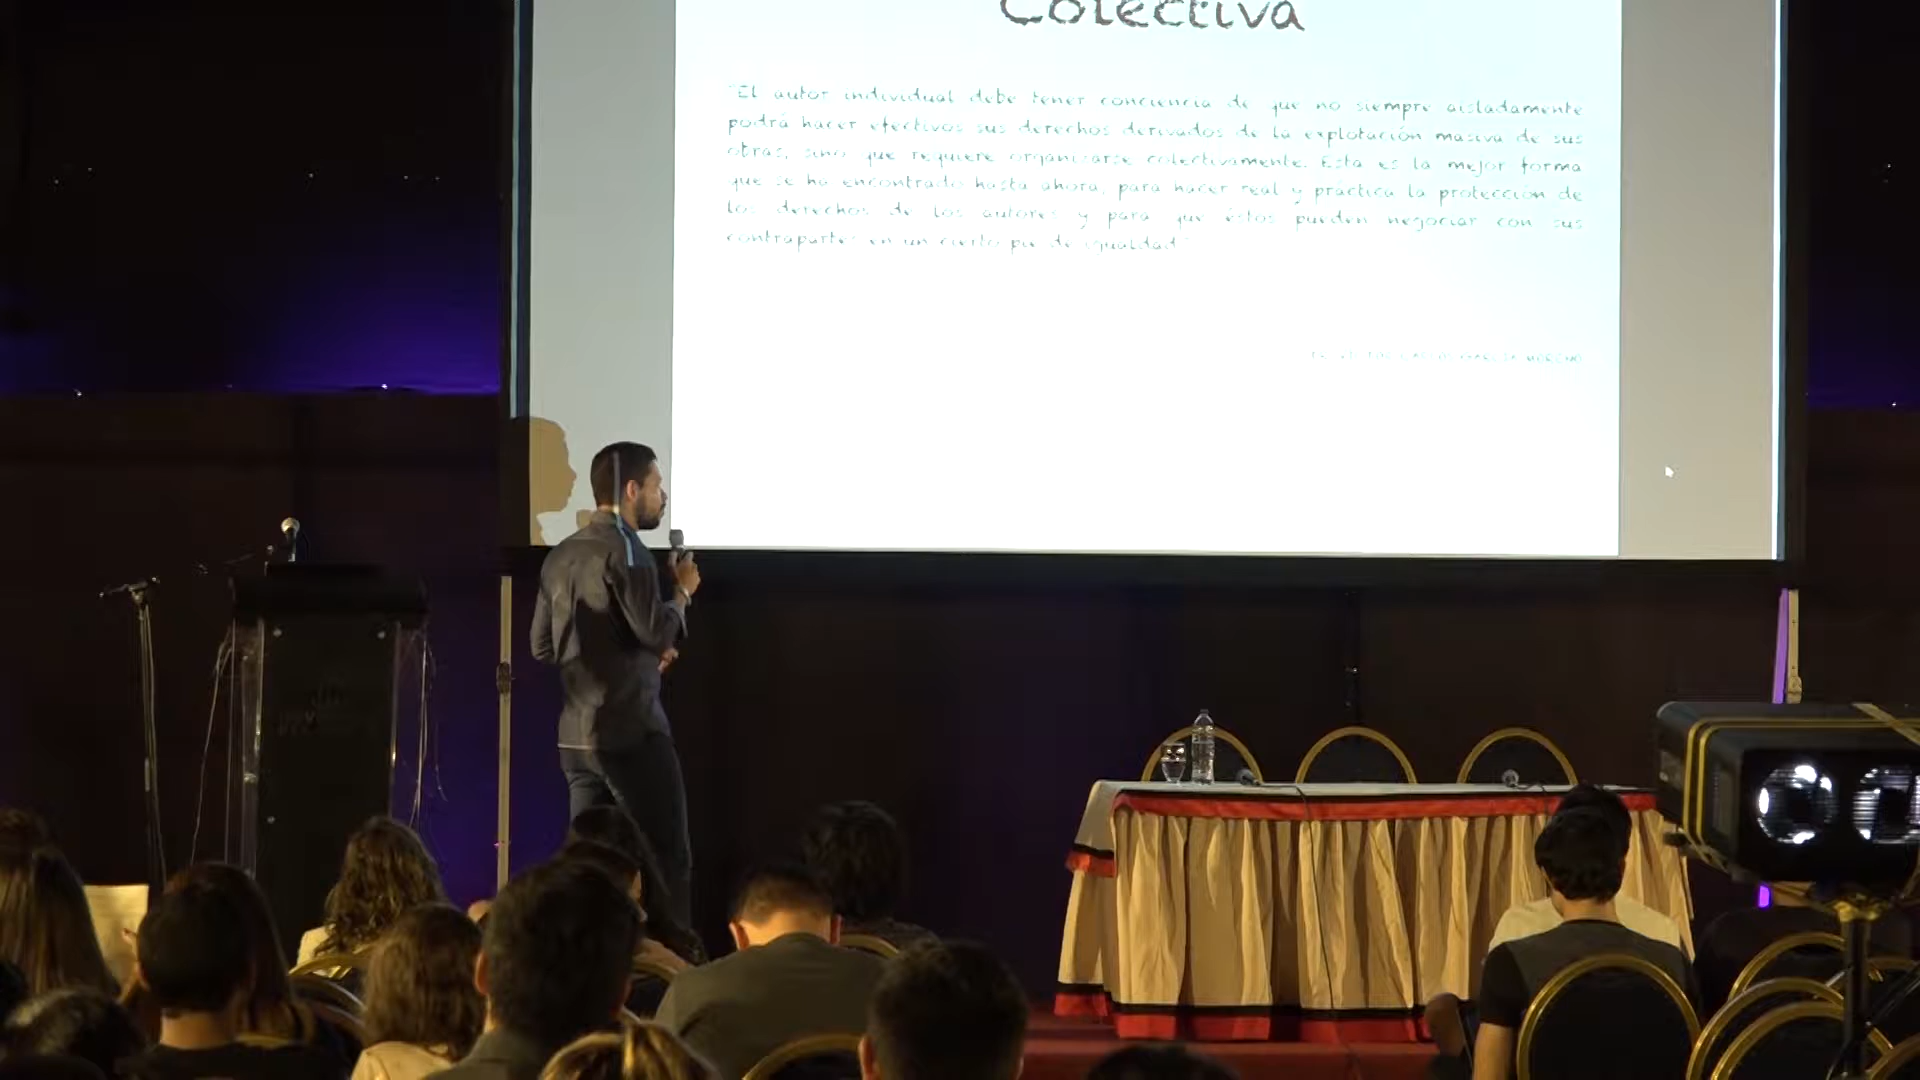 Colectiva
"El autor individual debe tener conciencia de que no siempre aisladamente
podrá hacer efectivos sus derechos derivados de la explotación masiva de sus
obras, sino que requiere organizarse colectivamente. Esta es la mejor forma
que se ha encontrado hasta ahora, para hacer real y práctica la protección de
los derechos de los autores y para que éstos puedan negociar con sus
contrapartes en un cierto pie de igualdad."
GARCÍA MORENO